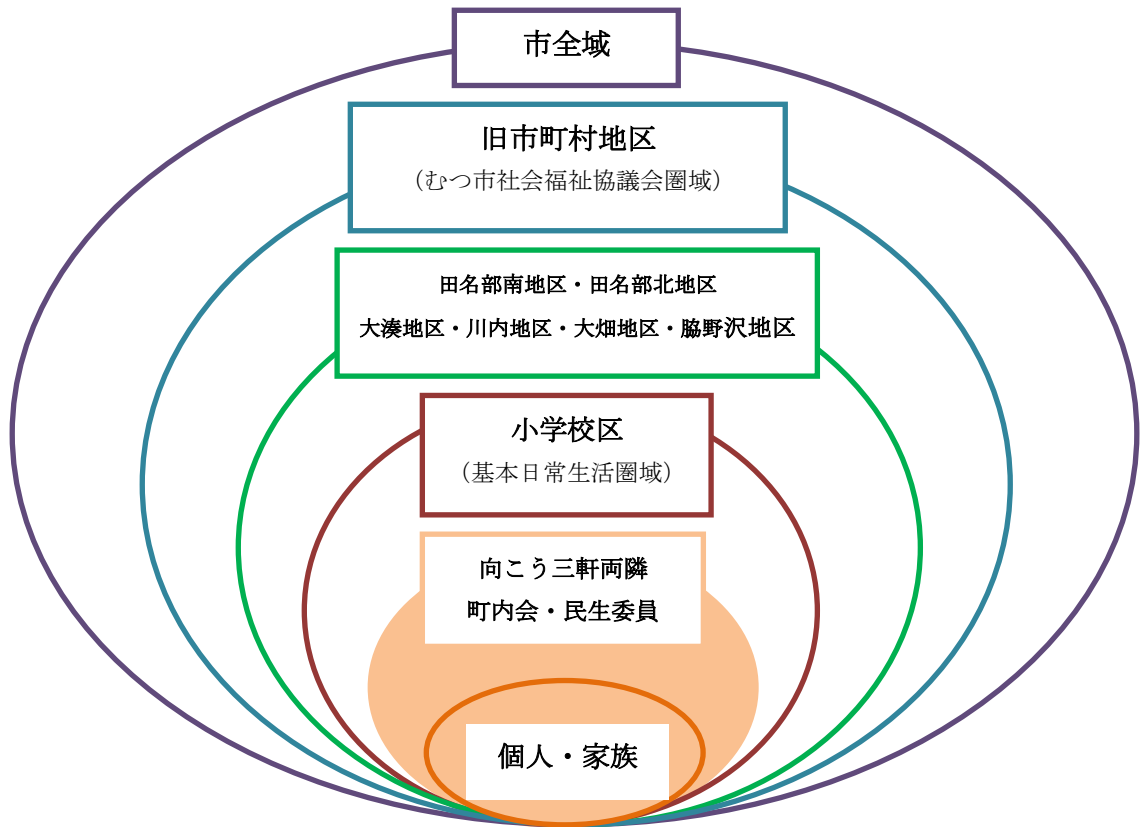 市全域
旧市町村地区
（むつ市社会福祉協議会圏域）
田名部南地区・田名部北地区
大湊地区・川内地区・大畑地区・脇野沢地区
小学校区
（基本日常生活圏域）
向こう三軒両隣
町内会・民生委員
個人・家族